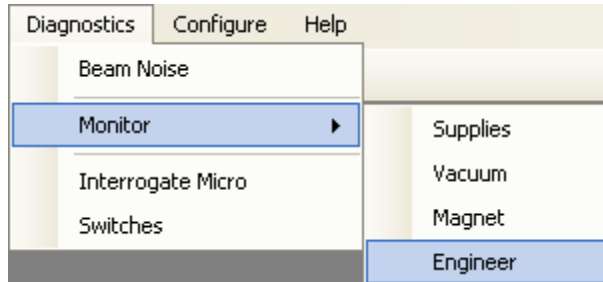 Diagnostics Configure Help
Beam Noise
Monitor
Supplies
Interrogate Micro
Vacuum
Switches
Magnet
Engineer